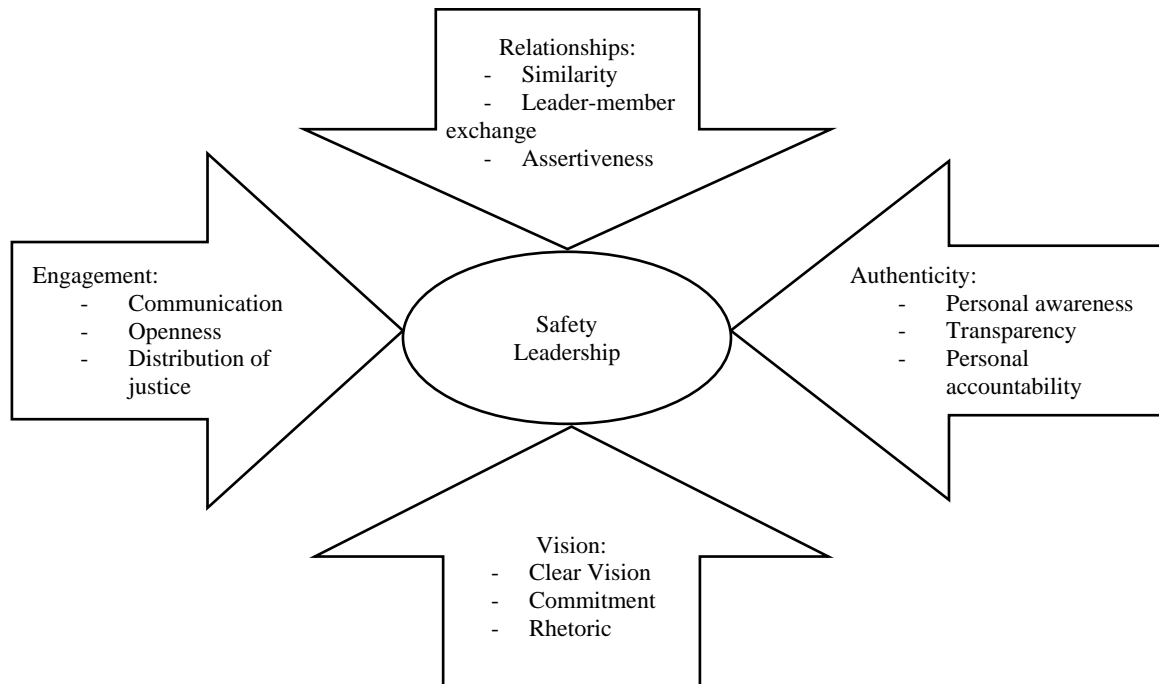 Relationships:
- Similarity
- Leader-member
exchange
- Assertiveness
Engagement:
- Communication
- Openness
- Distribution of
justice
Safety
Leadership
Authenticity:
- Personal awareness
- Transparency
- Personal
accountability
Vision:
- Clear Vision
- Commitment
- Rhetoric